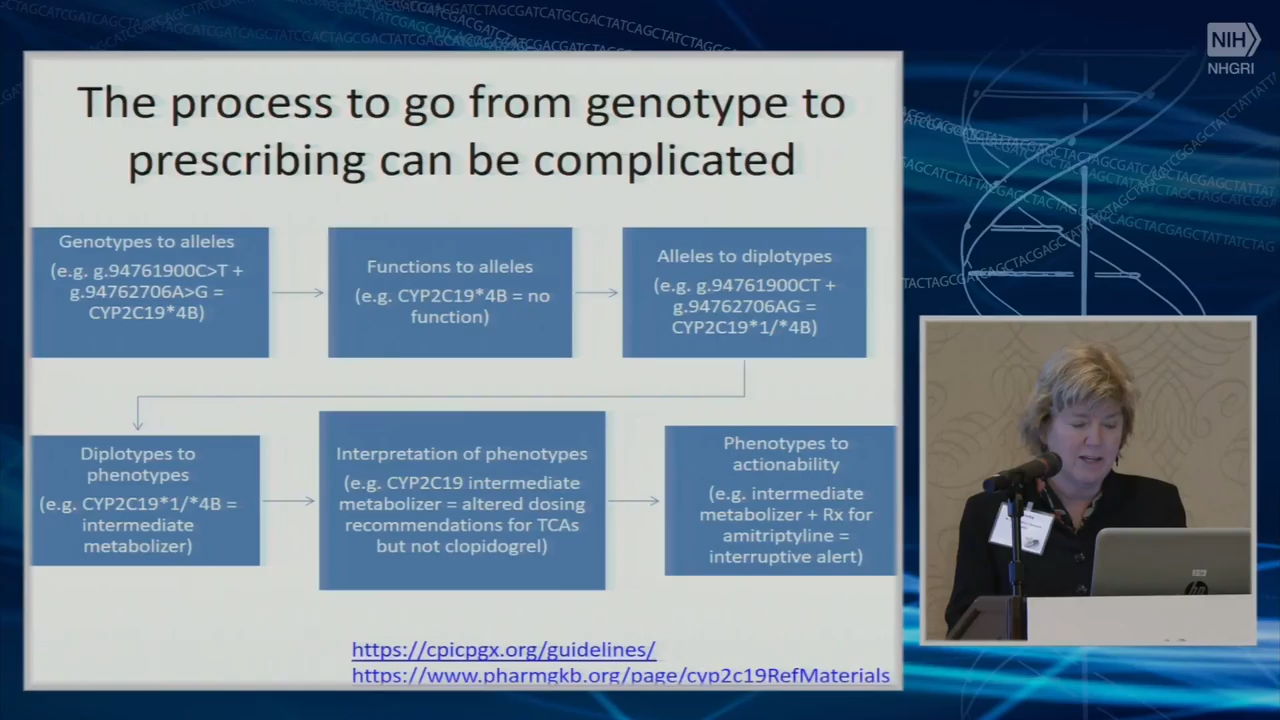 NIH
NHGRI
The process to go from genotype to
prescribing can be complicated
Genotypes to alleles
(e.g. g.94761900C>T +
g.94762706A>G =
CYP2C19*4B)
Functions to alleles
(e.g. CYP2C19*4B = no
function)
Alleles to diplotypes
(e.g. g.94761900CT +
g.94762706AG =
CYP2C19*1/*4B)
Diplotypes to
phenotypes
(e.g. CYP2C19*1/*4B =
intermediate
metabolizer)
Interpretation of phenotypes
(e.g. CYP2C19 intermediate
metabolizer = altered dosing
recommendations for TCAs
but not clopidogrel)
Phenotypes to
actionability
(e.g. intermediate
metabolizer + Rx for
amitriptyline =
interruptive alert)
https://cpicpgx.org/guidelines/
https://www.pharmgkb.org/page/cyp2c19RefMaterials
hp